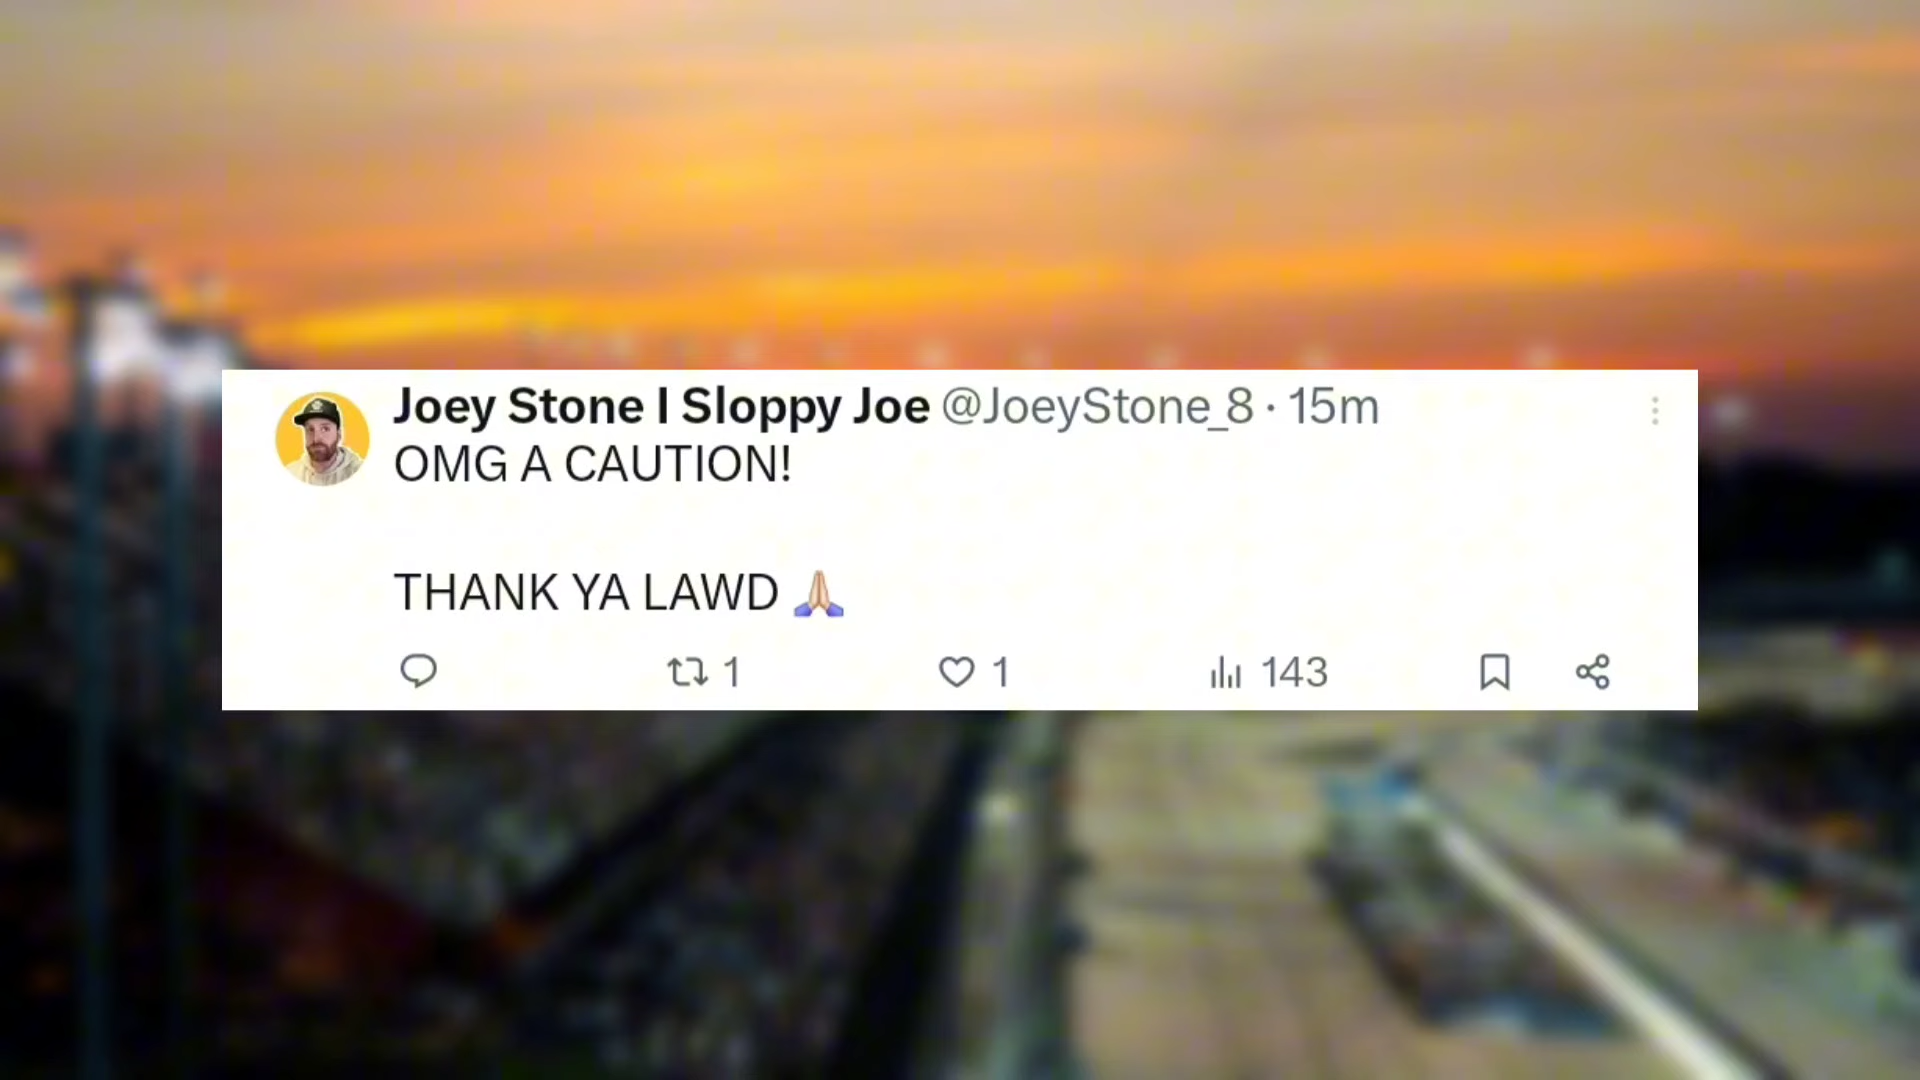 Joey Stone I Sloppy Joe @JoeyStone_8 · 15m
OMG A CAUTION!
THANK YA LAWD 🙏🏼
1 1 143